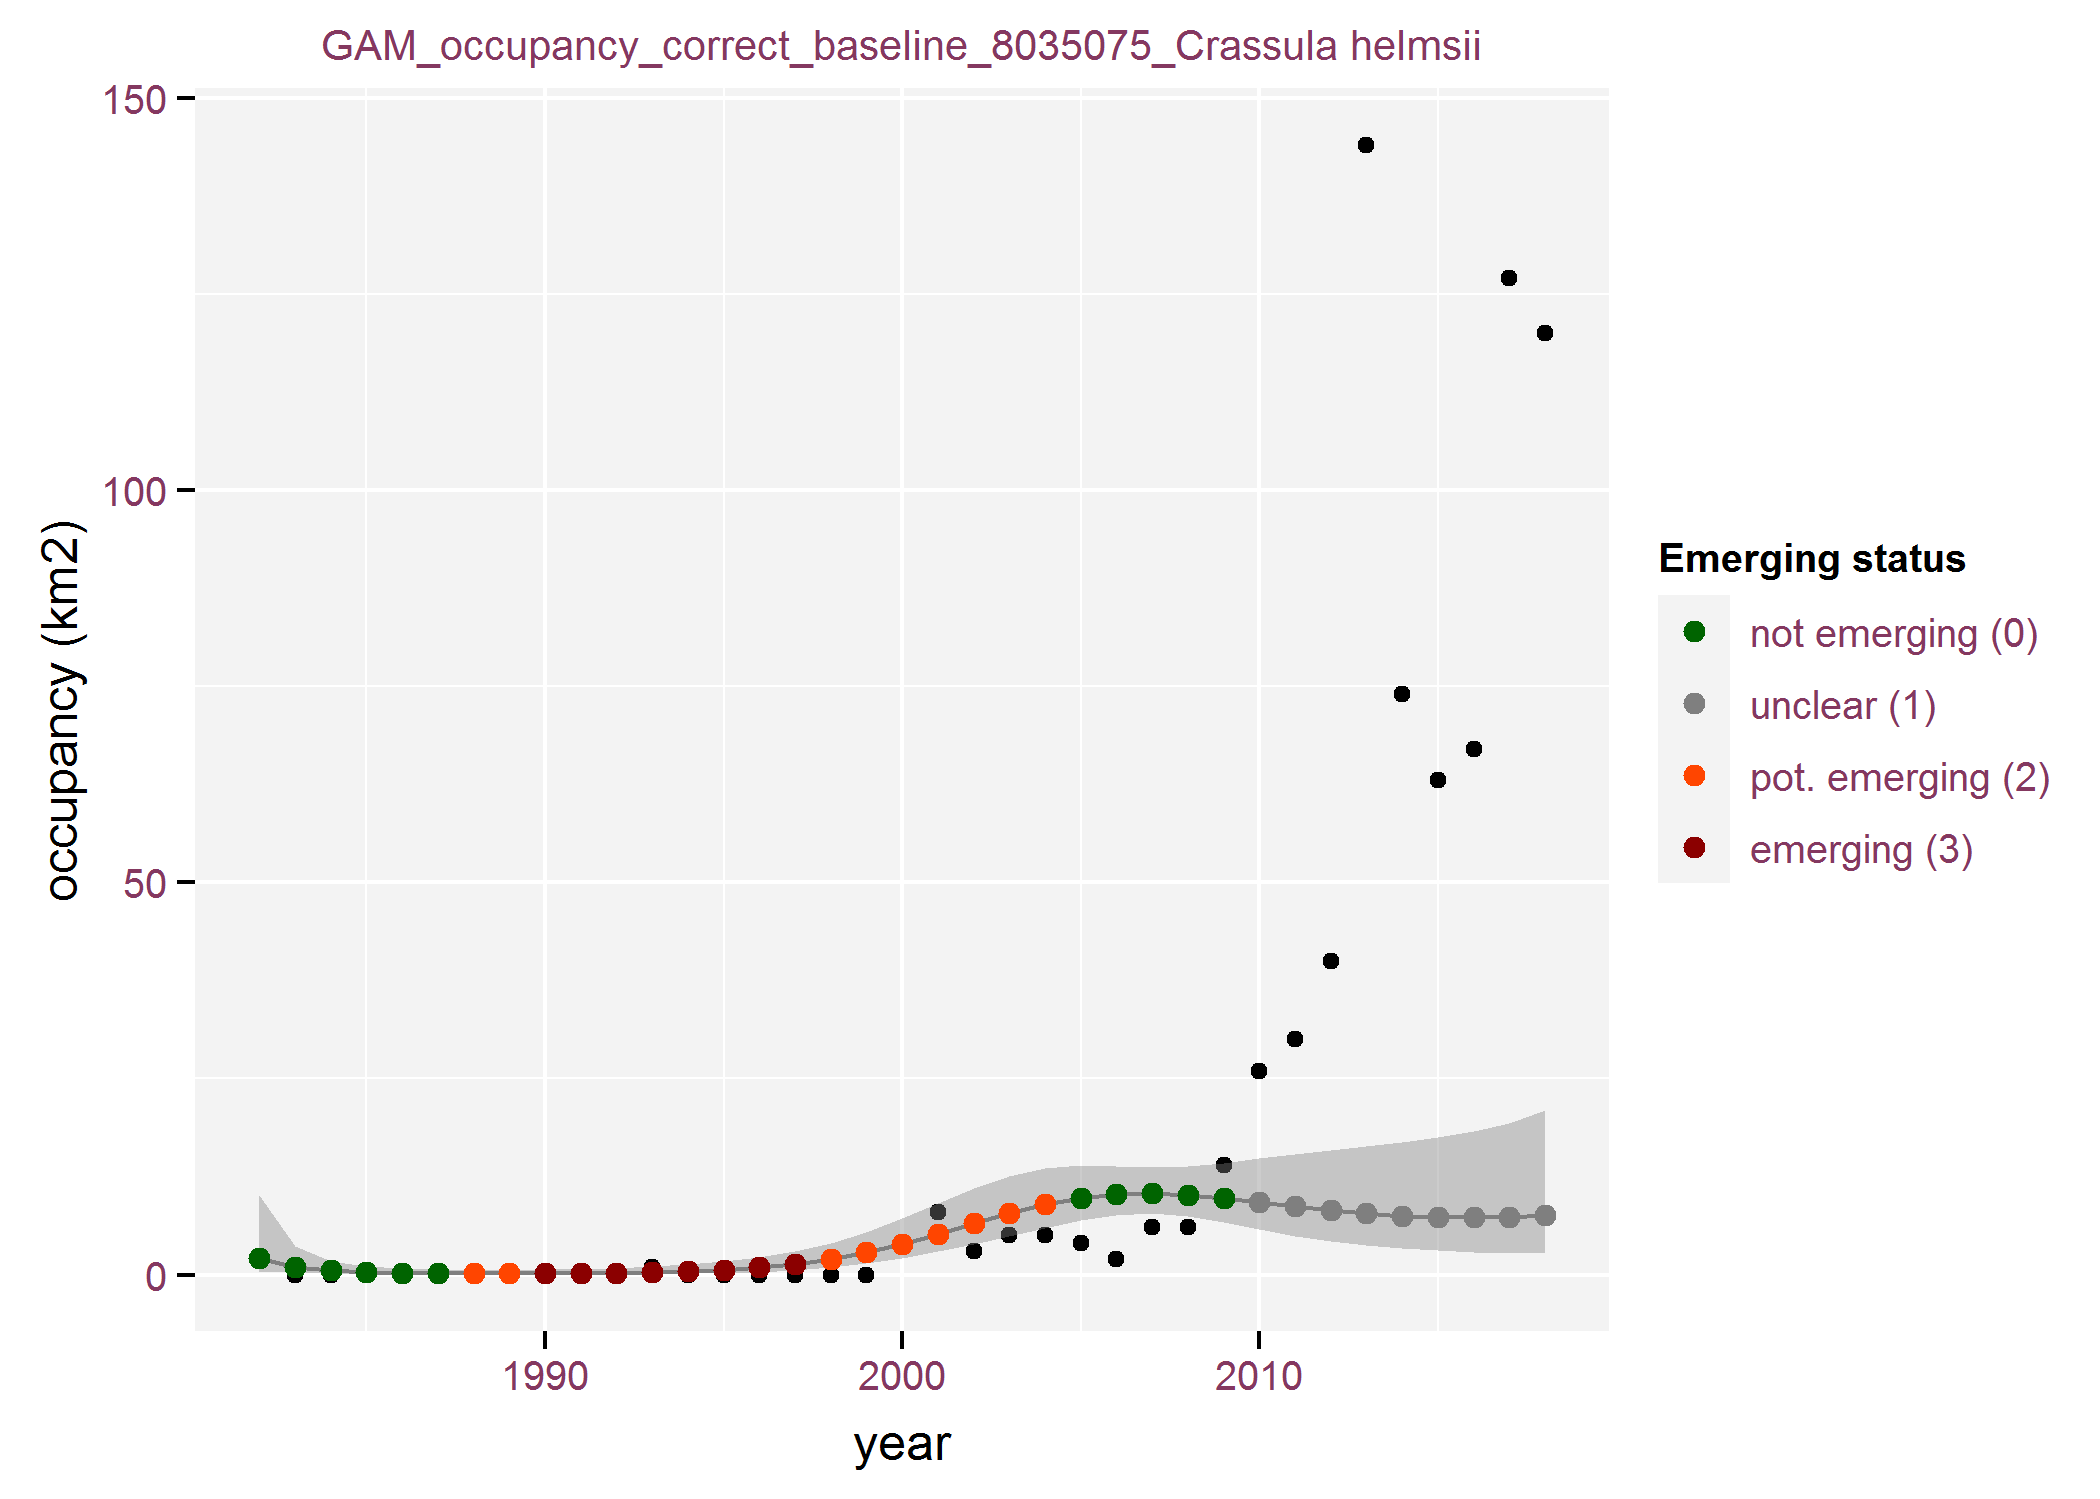 GAM_occupancy_correct_baseline_8035075_Crassula helmsii
150
100
50
0
occupancy (km2)
1990
2000
2010
year
Emerging status
not emerging (0)
unclear (1)
pot. emerging (2)
emerging (3)